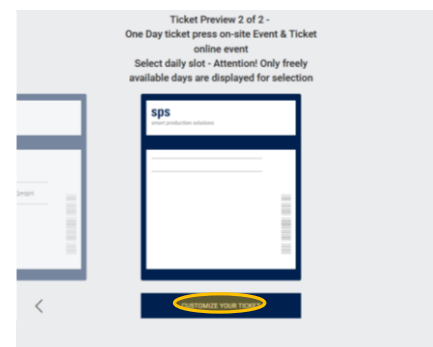 Ticket Preview 2 of 2 -
One Day ticket press on-site Event & Ticket
online event
Select daily slot - Attention! Only freely
available days are displayed for selection
sps
smart production solutions
CUSTOMIZE YOUR TICKET